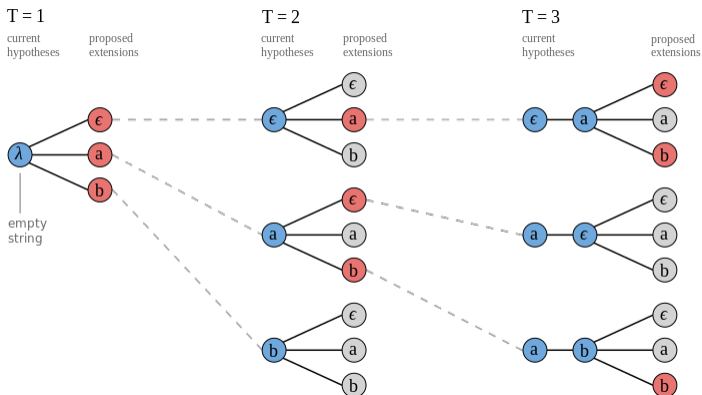 T = 1
T = 2
T = 3
current hypotheses
proposed extensions
current hypotheses
proposed extensions
current hypotheses
proposed extensions
λ
ϵ
a
b
empty
string
ϵ
ϵ
a
b
a
ϵ
a
b
b
ϵ
a
b
ϵ
a
ϵ
a
b
a
ϵ
ϵ
a
b
a
b
ϵ
a
b